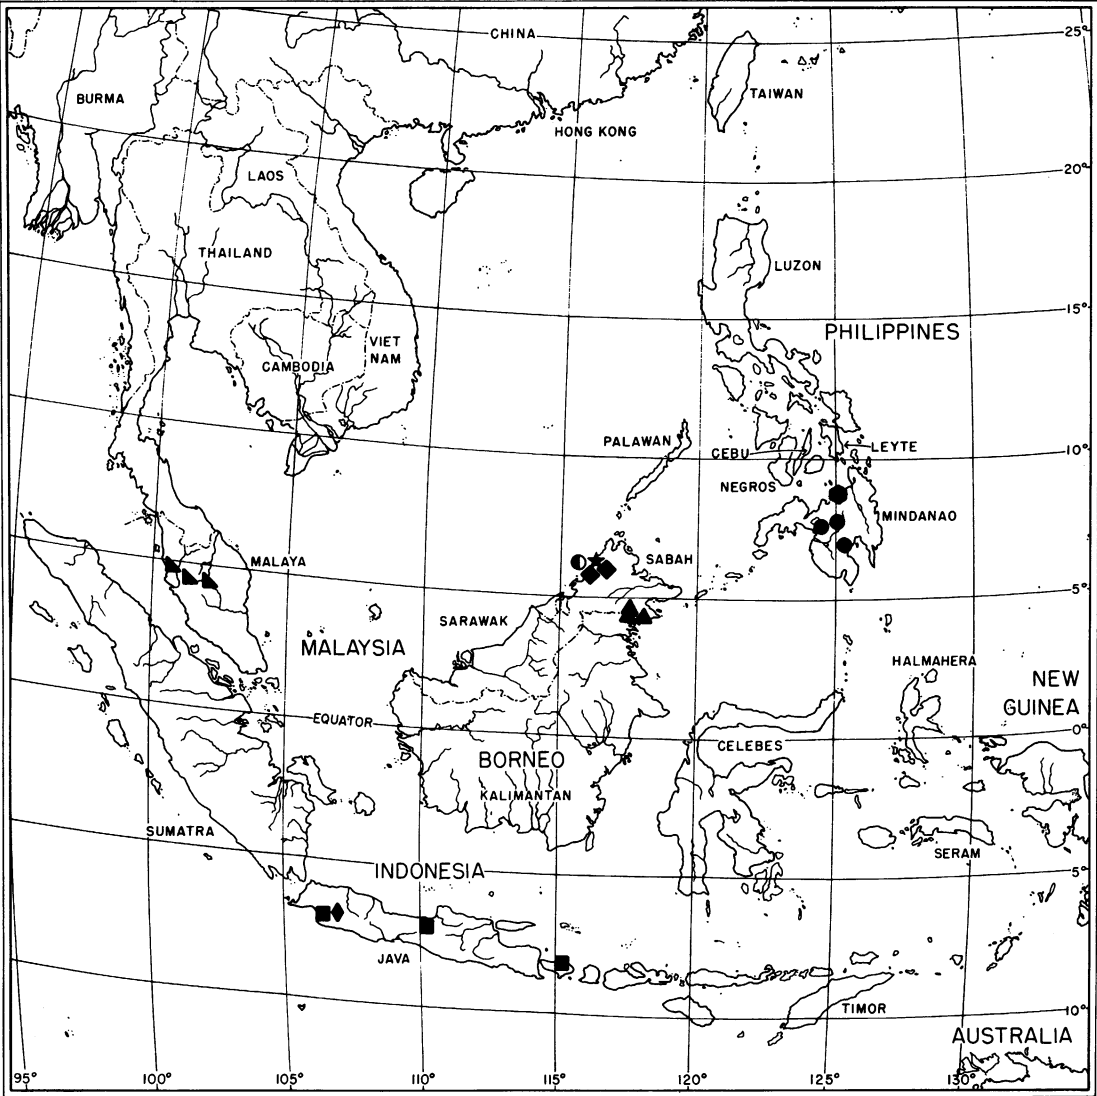 CHINA
25°
BURMA
TAIWAN
HONG KONG
LAOS
20°
THAILAND
LUZON
15°
PHILIPPINES
VIET
NAM
CAMBODIA
PALAWAN
CEBU
LEYTE
10°
NEGROS
MINDANAO
MALAYA
SABAH
5°
SARAWAK
MALAYSIA
HALMAHERA
NEW
GUINEA
EQUATOR
0°
CELEBES
BORNEO
KALIMANTAN
SUMATRA
SERAM
INDONESIA
5°
JAVA
TIMOR
10°
AUSTRALIA
95°
100°
105°
110°
115°
120°
125°
130°